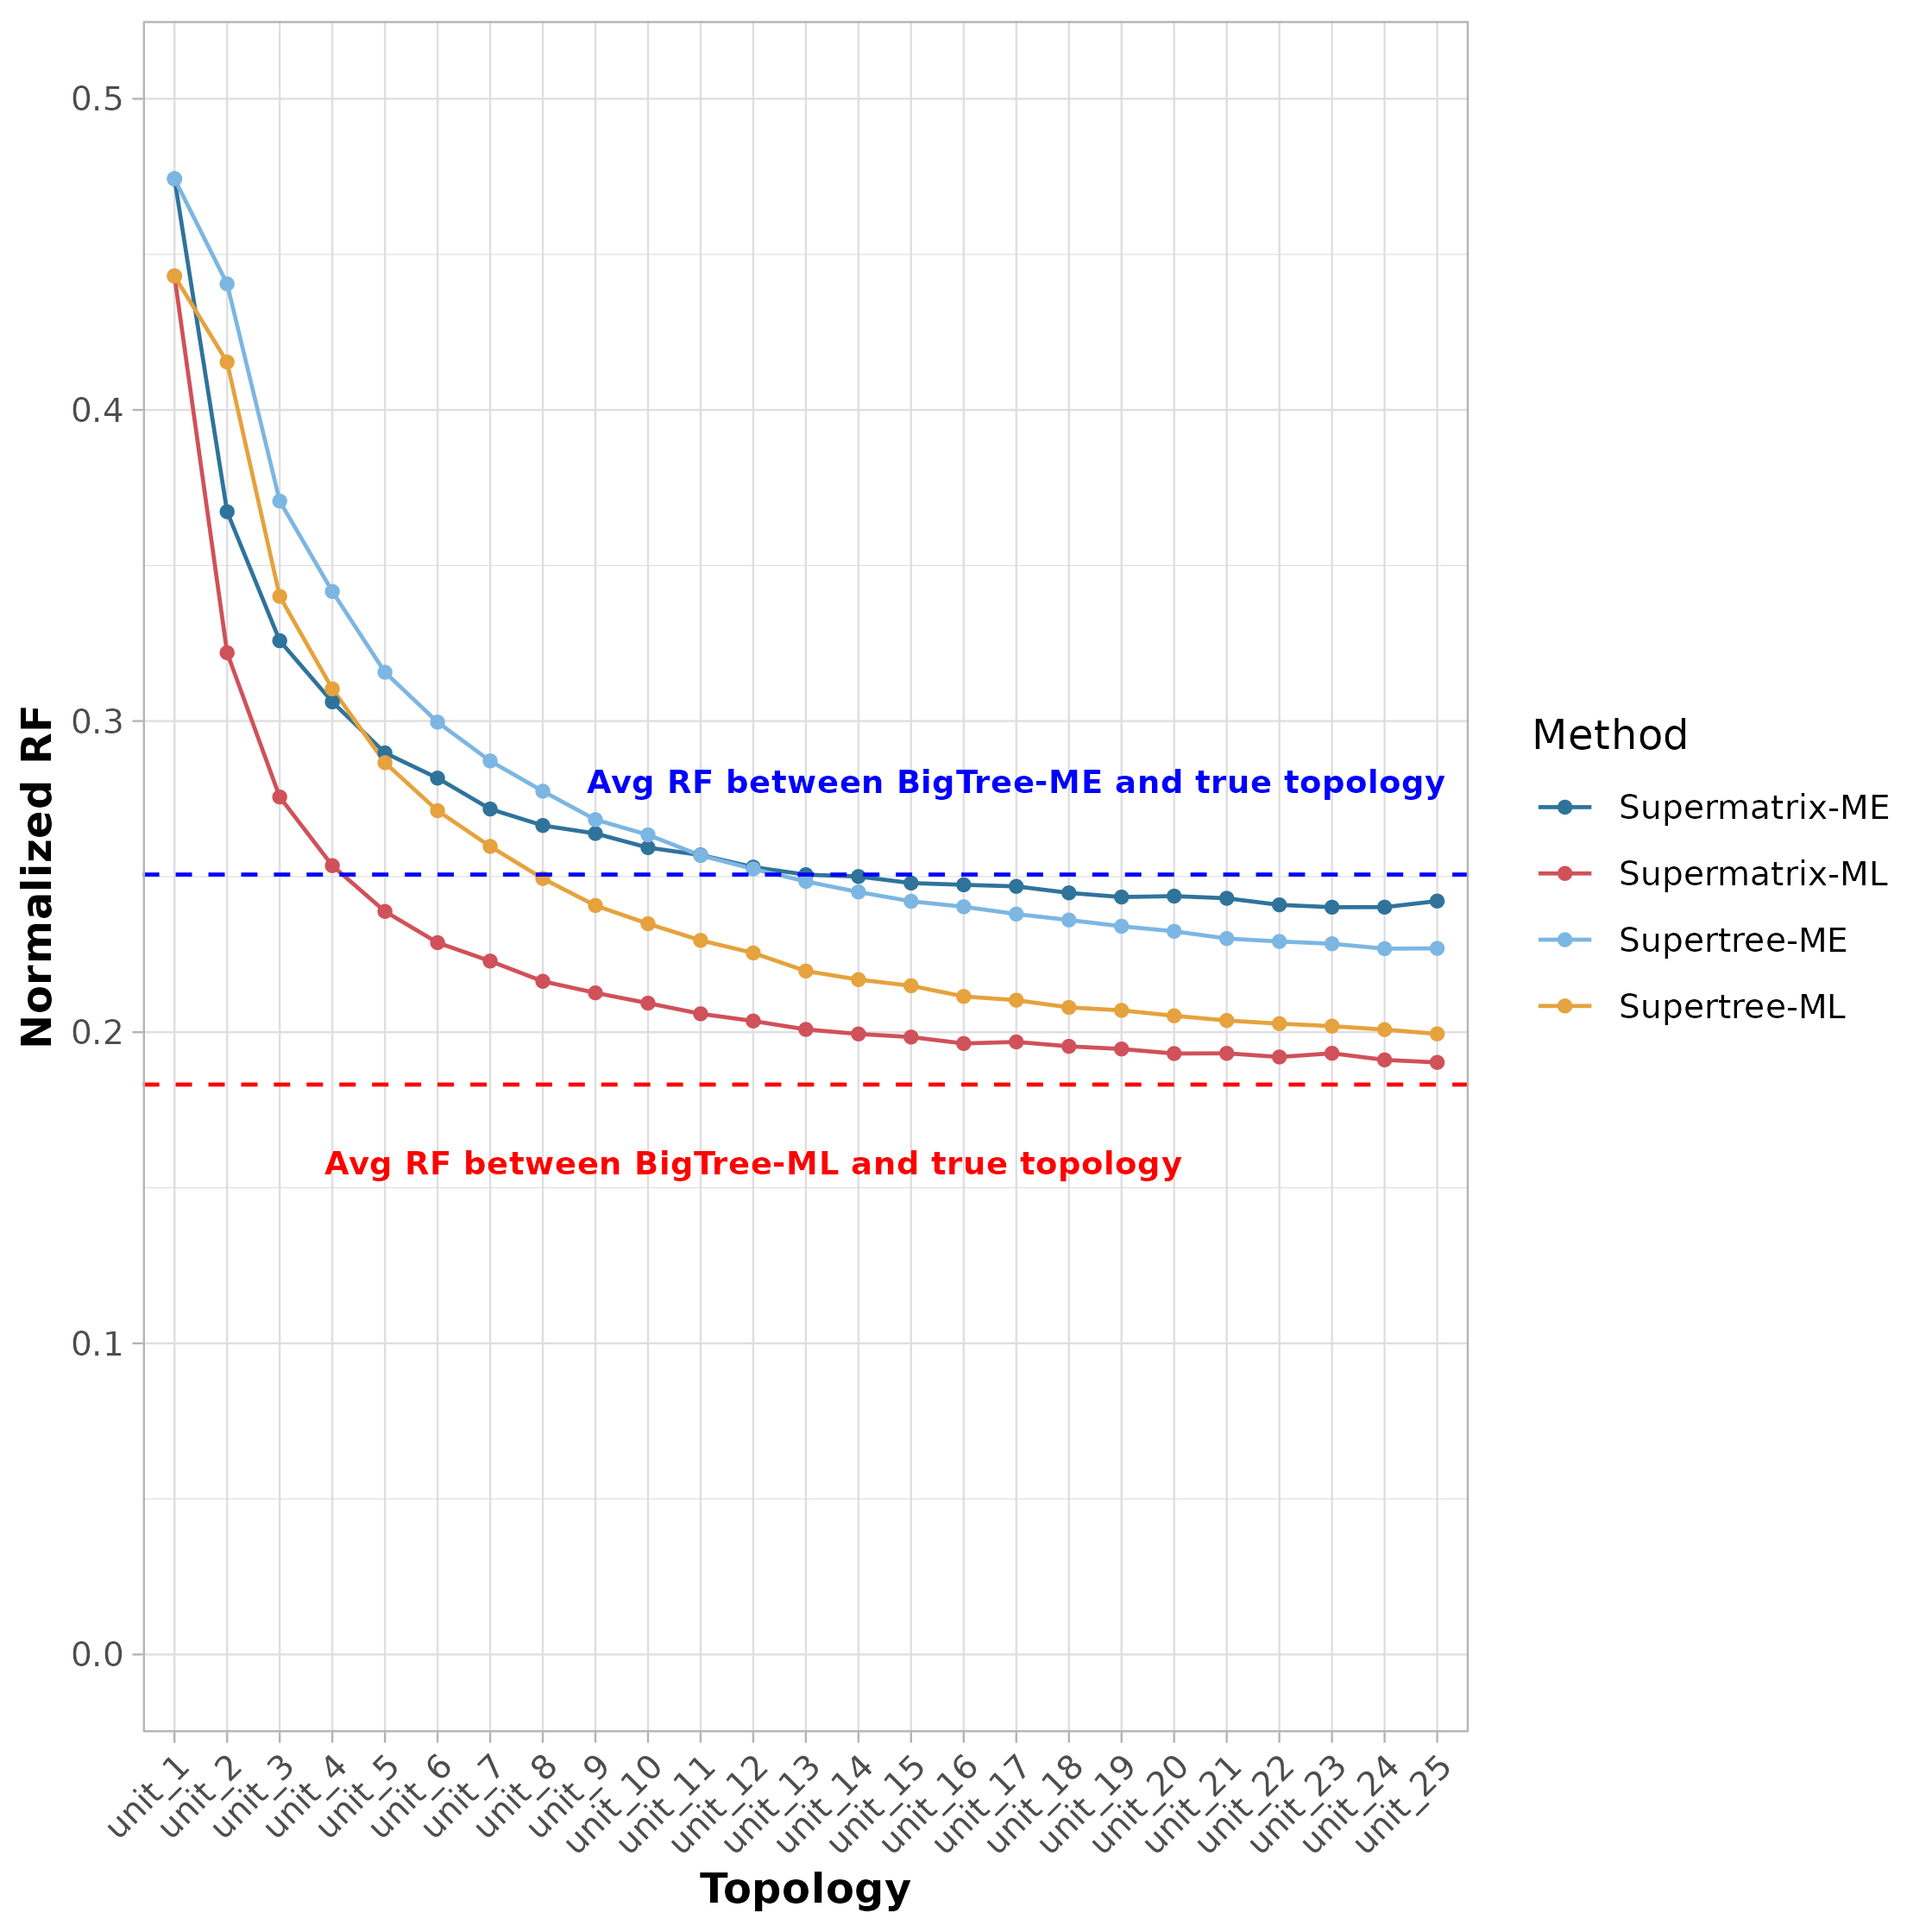 0.5
0.4
0.3
0.2
0.1
0.0
Normalized RF
Avg RF between BigTree-ME and true topology
Avg RF between BigTree-ML and true topology
unit_1
unit_2
unit_3
unit_4
unit_5
unit_6
unit_7
unit_8
unit_9
unit_10
unit_11
unit_12
unit_13
unit_14
unit_15
unit_16
unit_17
unit_18
unit_19
unit_20
unit_21
unit_22
unit_23
unit_24
unit_25
Topology
Method
Supermatrix-ME
Supermatrix-ML
Supertree-ME
Supertree-ML